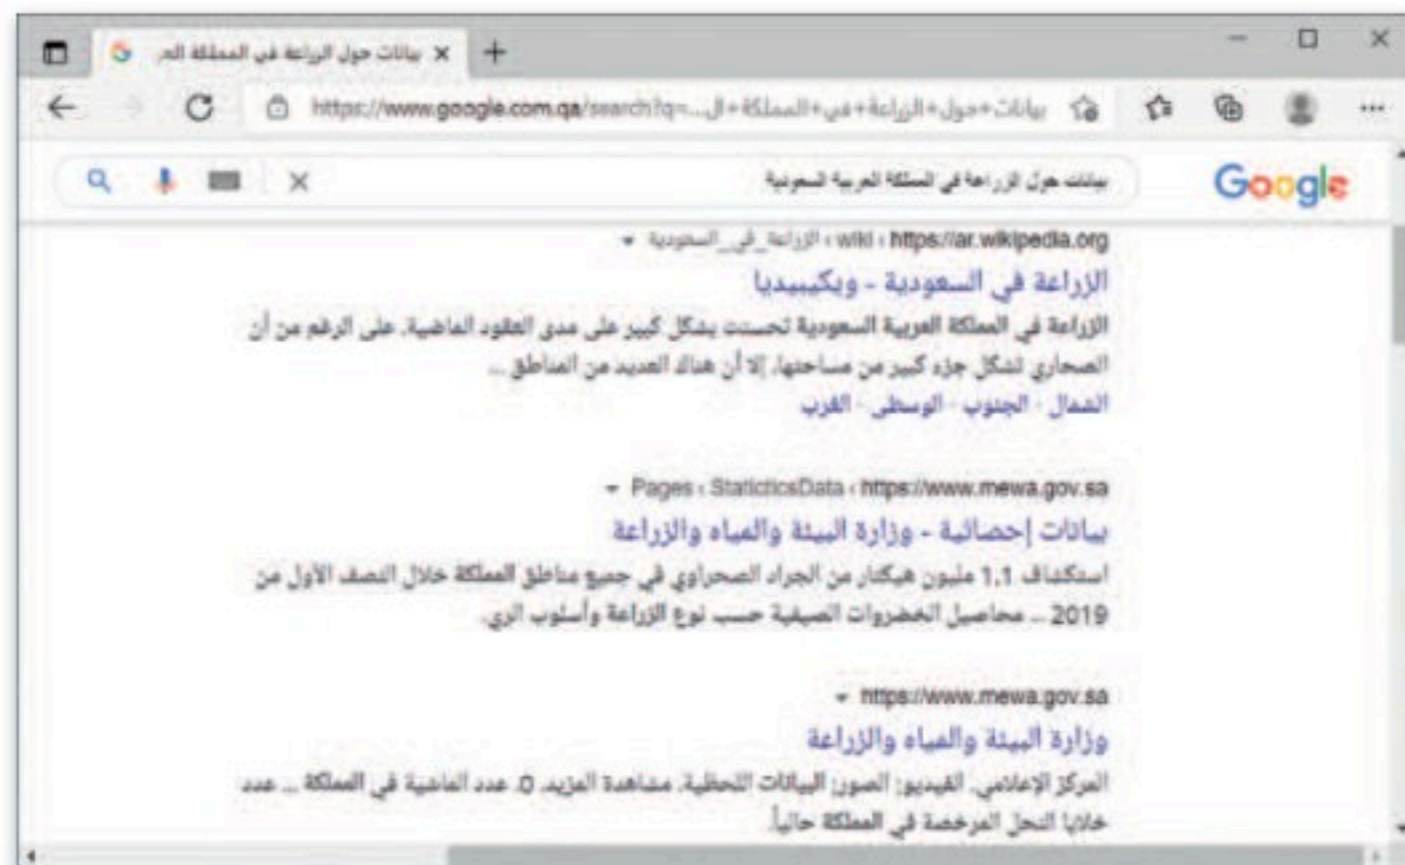 بيانات حول الزراعة في المملكة العر
https://www.google.com.qa/search?q=...بيانات+حول+الزراعة+في+المملكة+ال
Google
بيانات حول الزراعة في المملكة العربية السعودية
https://ar.wikipedia.org › wiki › الزراعة_في_السعودية
الزراعة في السعودية - ويكيبيديا
الزراعة في المملكة العربية السعودية تحسنت بشكل كبير على مدى العقود الماضية. على الرغم من أن
الصحاري تشكل جزء كبير من مساحتها، إلا أن هناك العديد من المناطق ...
الشمال · الجنوب · الوسطى · الغرب
https://www.mewa.gov.sa › StaticticsData › Pages
بيانات إحصائية - وزارة البيئة والمياه والزراعة
استكشاف 1,1 مليون هيكتار من الجراد الصحراوي في جميع مناطق المملكة خلال النصف الأول من
2019 ... محاصيل الخضروات الصيفية حسب نوع الزراعة وأسلوب الري.
https://www.mewa.gov.sa
وزارة البيئة والمياه والزراعة
المركز الإعلامي. الفيديو; الصور; البيانات اللحظية. مشاهدة المزيد. 0. عدد الماشية في المملكة ... عدد
خلايا النحل المرخصة في المملكة حالياً.